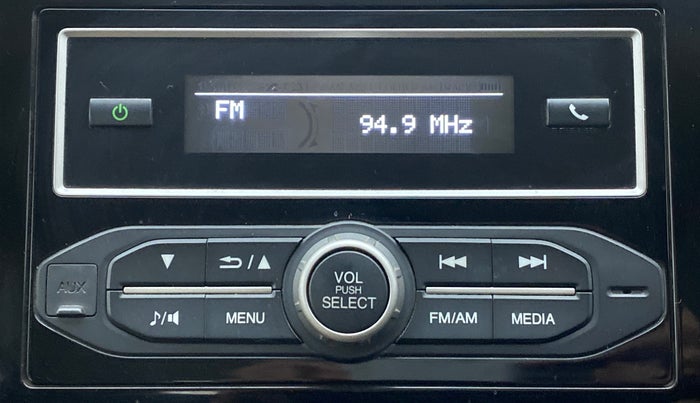 FM
94.9 MHz
AUX
VOL
PUSH
SELECT
MENU
FM/AM
MEDIA